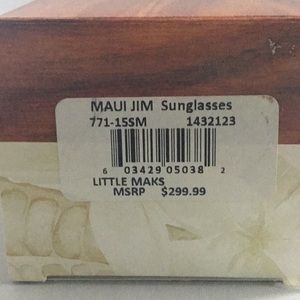 MAUI JIM Sunglasses
771-15SM 1432123
6 03429 05038 2
LITTLE MAKS
MSRP $299.99